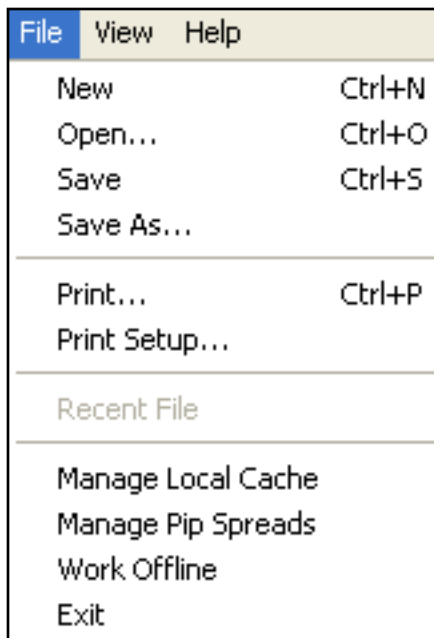 File View Help
New Ctrl+N
Open... Ctrl+O
Save Ctrl+S
Save As...
Print... Ctrl+P
Print Setup...
Recent File
Manage Local Cache
Manage Pip Spreads
Work Offline
Exit